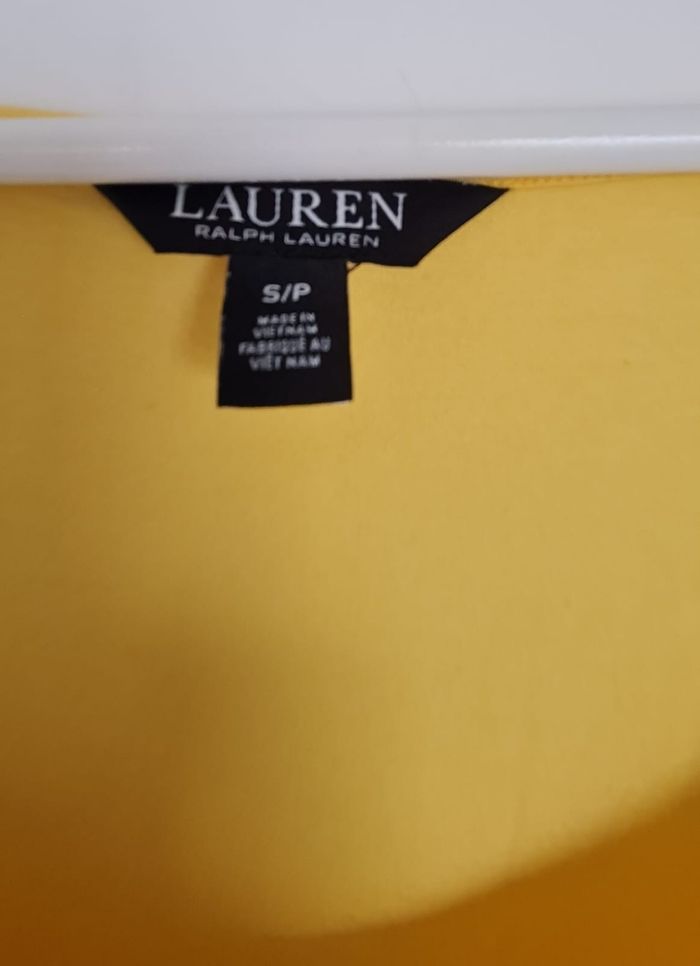 LAUREN
RALPH LAUREN
S/P
MADE IN
VIETNAM
FABRIQUÉ AU
VIÊT NAM